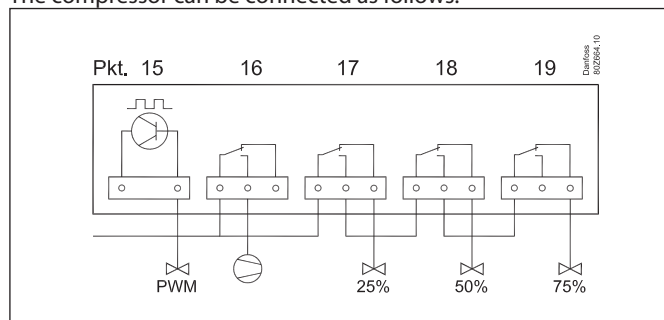 The compressor can be connected as follows:
Pkt. 15 16 17 18 19
Danfoss
80Z664.10
PWM 25% 50% 75%